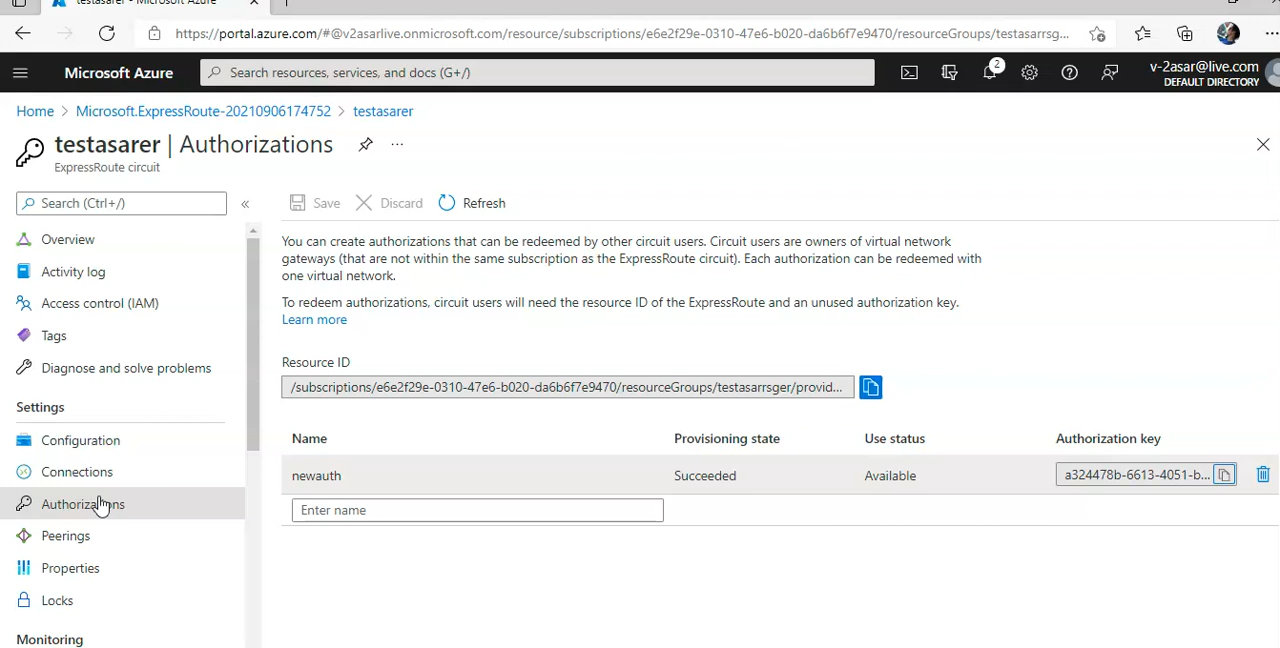 testasarer - Microsoft Azure
https://portal.azure.com/#@v2asarlive.onmicrosoft.com/resource/subscriptions/e6e2f29e-0310-47e6-b020-da6b6f7e9470/resourceGroups/testasarrsg...
Microsoft Azure
Search resources, services, and docs (G+/)
2
v-2asar@live.com
DEFAULT DIRECTORY
Home > Microsoft.ExpressRoute-20210906174752 > testasarer
testasarer | Authorizations
ExpressRoute circuit
Search (Ctrl+/)
Overview
Activity log
Access control (IAM)
Tags
Diagnose and solve problems
Settings
Configuration
Connections
Authorizations
Peerings
Properties
Locks
Monitoring
Save Discard Refresh
You can create authorizations that can be redeemed by other circuit users. Circuit users are owners of virtual network
gateways (that are not within the same subscription as the ExpressRoute circuit). Each authorization can be redeemed with
one virtual network.
To redeem authorizations, circuit users will need the resource ID of the ExpressRoute and an unused authorization key.
Learn more
Resource ID
/subscriptions/e6e2f29e-0310-47e6-b020-da6b6f7e9470/resourceGroups/testasarrsger/provid...
Name Provisioning state Use status Authorization key
newauth Succeeded Available a324478b-6613-4051-b...
Enter name